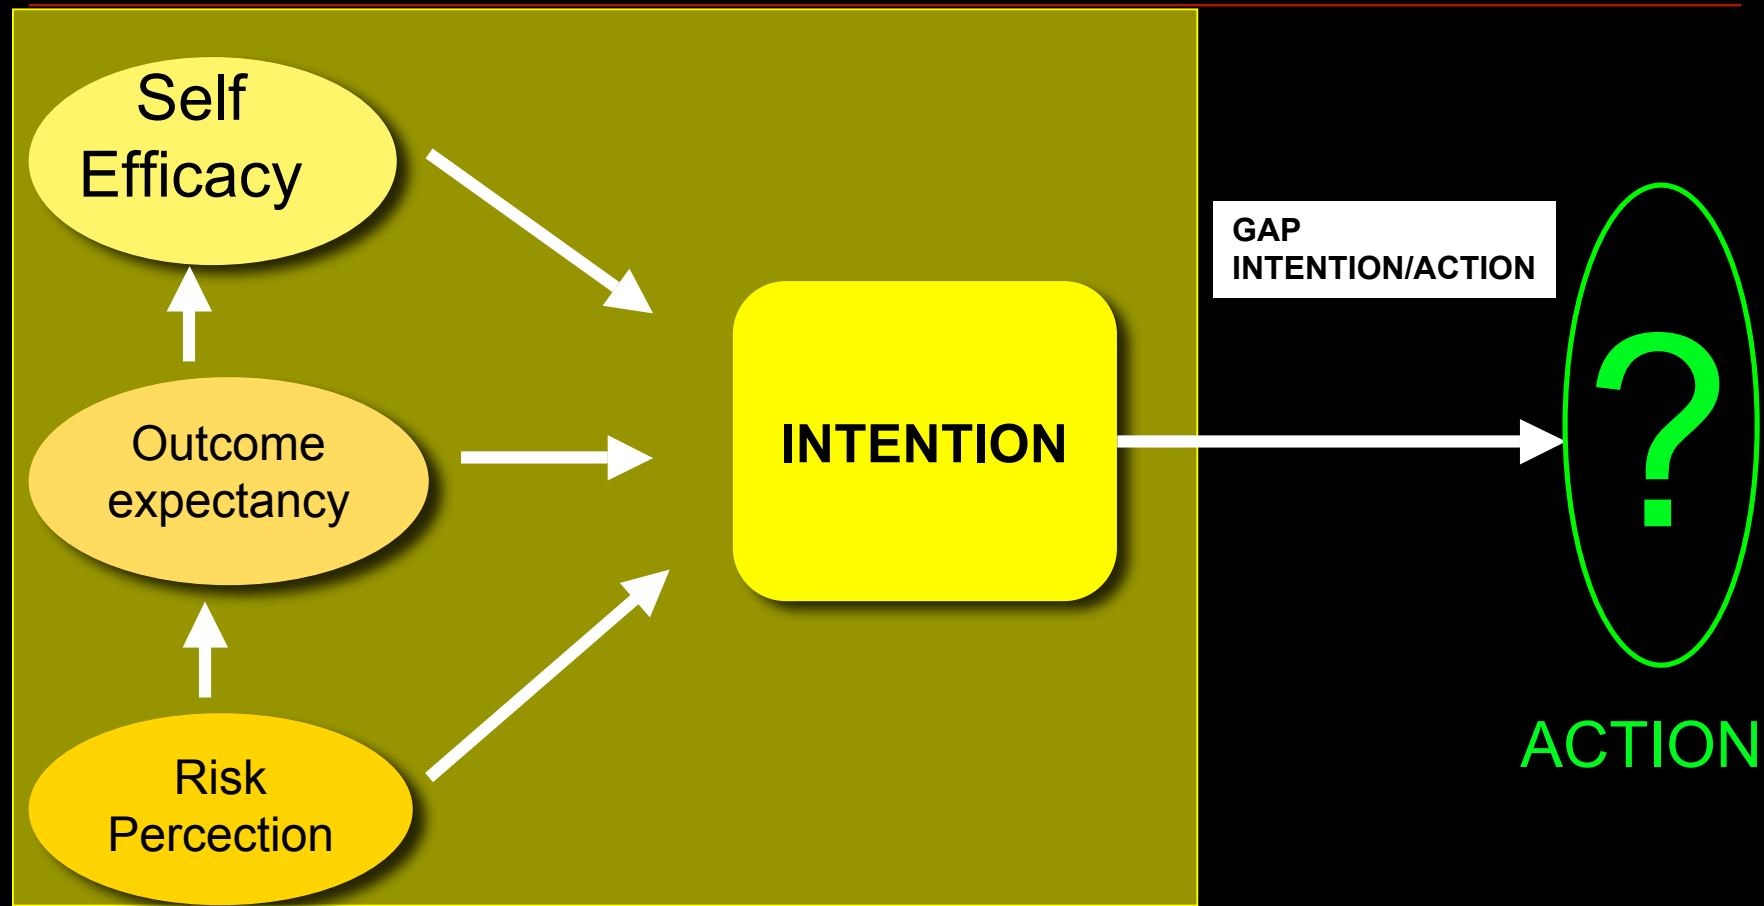 Self
Efficacy
GAP
INTENTION/ACTION
?
Outcome
expectancy
INTENTION
Risk
Percection
ACTION